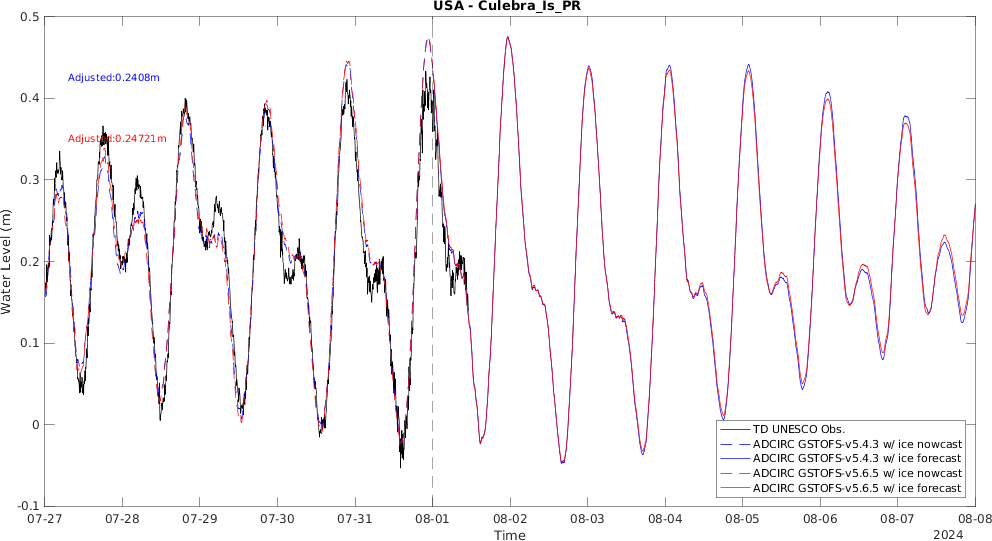 USA - Culebra_Is_PR
0.5
0.4
0.3
0.2
0.1
0
-0.1
Water Level (m)
Adjusted:0.2408m
Adjusted:0.24721m
TD UNESCO Obs.
ADCIRC GSTOFS-v5.4.3 w/ ice nowcast
ADCIRC GSTOFS-v5.4.3 w/ ice forecast
ADCIRC GSTOFS-v5.6.5 w/ ice nowcast
ADCIRC GSTOFS-v5.6.5 w/ ice forecast
07-27 07-28 07-29 07-30 07-31 08-01 08-02 08-03 08-04 08-05 08-06 08-07 08-08
Time
2024